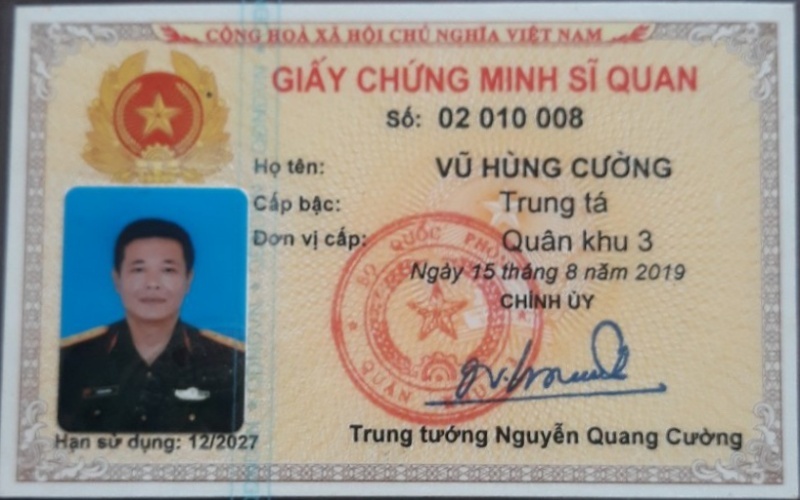 CỘNG HOÀ XÃ HỘI CHỦ NGHĨA VIỆT NAM
GIẤY CHỨNG MINH SĨ QUAN
Số: 02 010 008
Họ tên: VŨ HÙNG CƯỜNG
Cấp bậc: Trung tá
Đơn vị cấp: Quân khu 3
Ngày 15 tháng 8 năm 2019
CHÍNH ỦY
BỘ QUỐC PHÒNG
QUÂN
Hạn sử dụng: 12/2027
Trung tướng Nguyễn Quang Cường